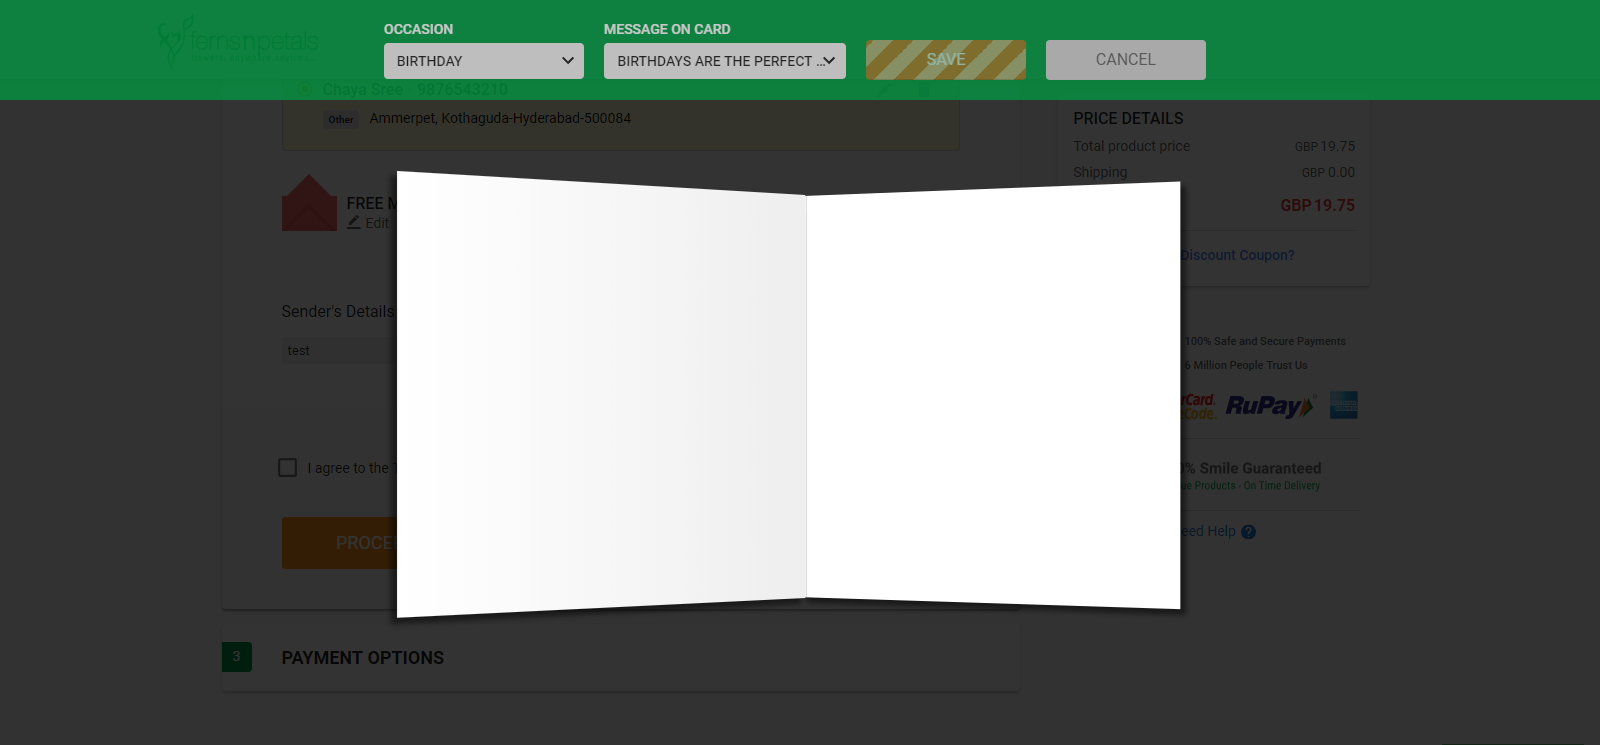 fernsnpetals
OCCASION
MESSAGE ON CARD
BIRTHDAY
BIRTHDAYS ARE THE PERFECT ...
SAVE
CANCEL
Chaya Sree - 9876543210
Other
Ammerpet, Kothaguda-Hyderabad-500084
PRICE DETAILS
Total product price
GBP 19.75
Shipping
GBP 0.00
GBP 19.75
Discount Coupon?
FREE M
Edit
Sender's Details
test
100% Safe and Secure Payments
6 Million People Trust Us
rCard.
Code.
RuPay
I agree to the
% Smile Guaranteed
ue Products - On Time Delivery
PROCE
eed Help ?
3
PAYMENT OPTIONS